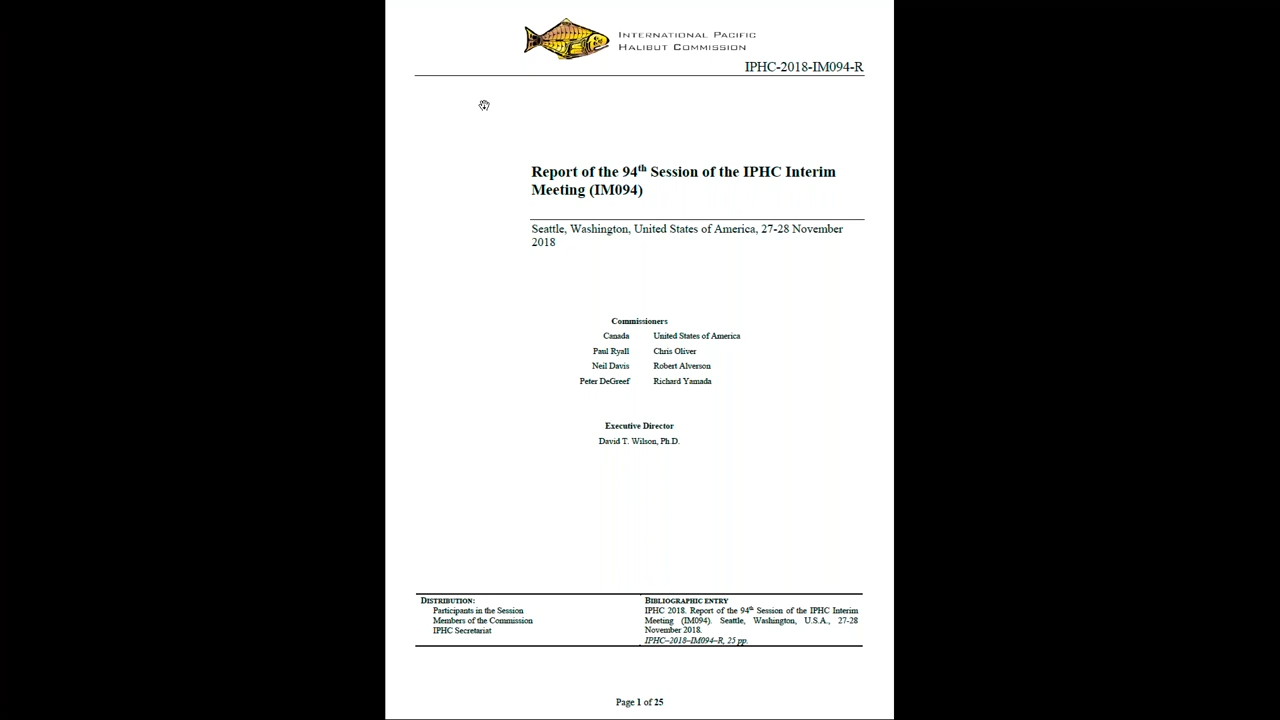 INTERNATIONAL PACIFIC
HALIBUT COMMISSION
IPHC-2018-IM094-R
Report of the 94th Session of the IPHC Interim
Meeting (IM094)
Seattle, Washington, United States of America, 27-28 November
2018
Commissioners
Canada United States of America
Paul Ryall Chris Oliver
Neil Davis Robert Alverson
Peter DeGreef Richard Yamada
Executive Director
David T. Wilson, Ph.D.
DISTRIBUTION:
Participants in the Session
Members of the Commission
IPHC Secretariat
BIBLIOGRAPHIC ENTRY
IPHC 2018. Report of the 94th Session of the IPHC Interim
Meeting (IM094). Seattle, Washington, U.S.A., 27-28
November 2018.
IPHC–2018–IM094–R, 25 pp.
Page 1 of 25